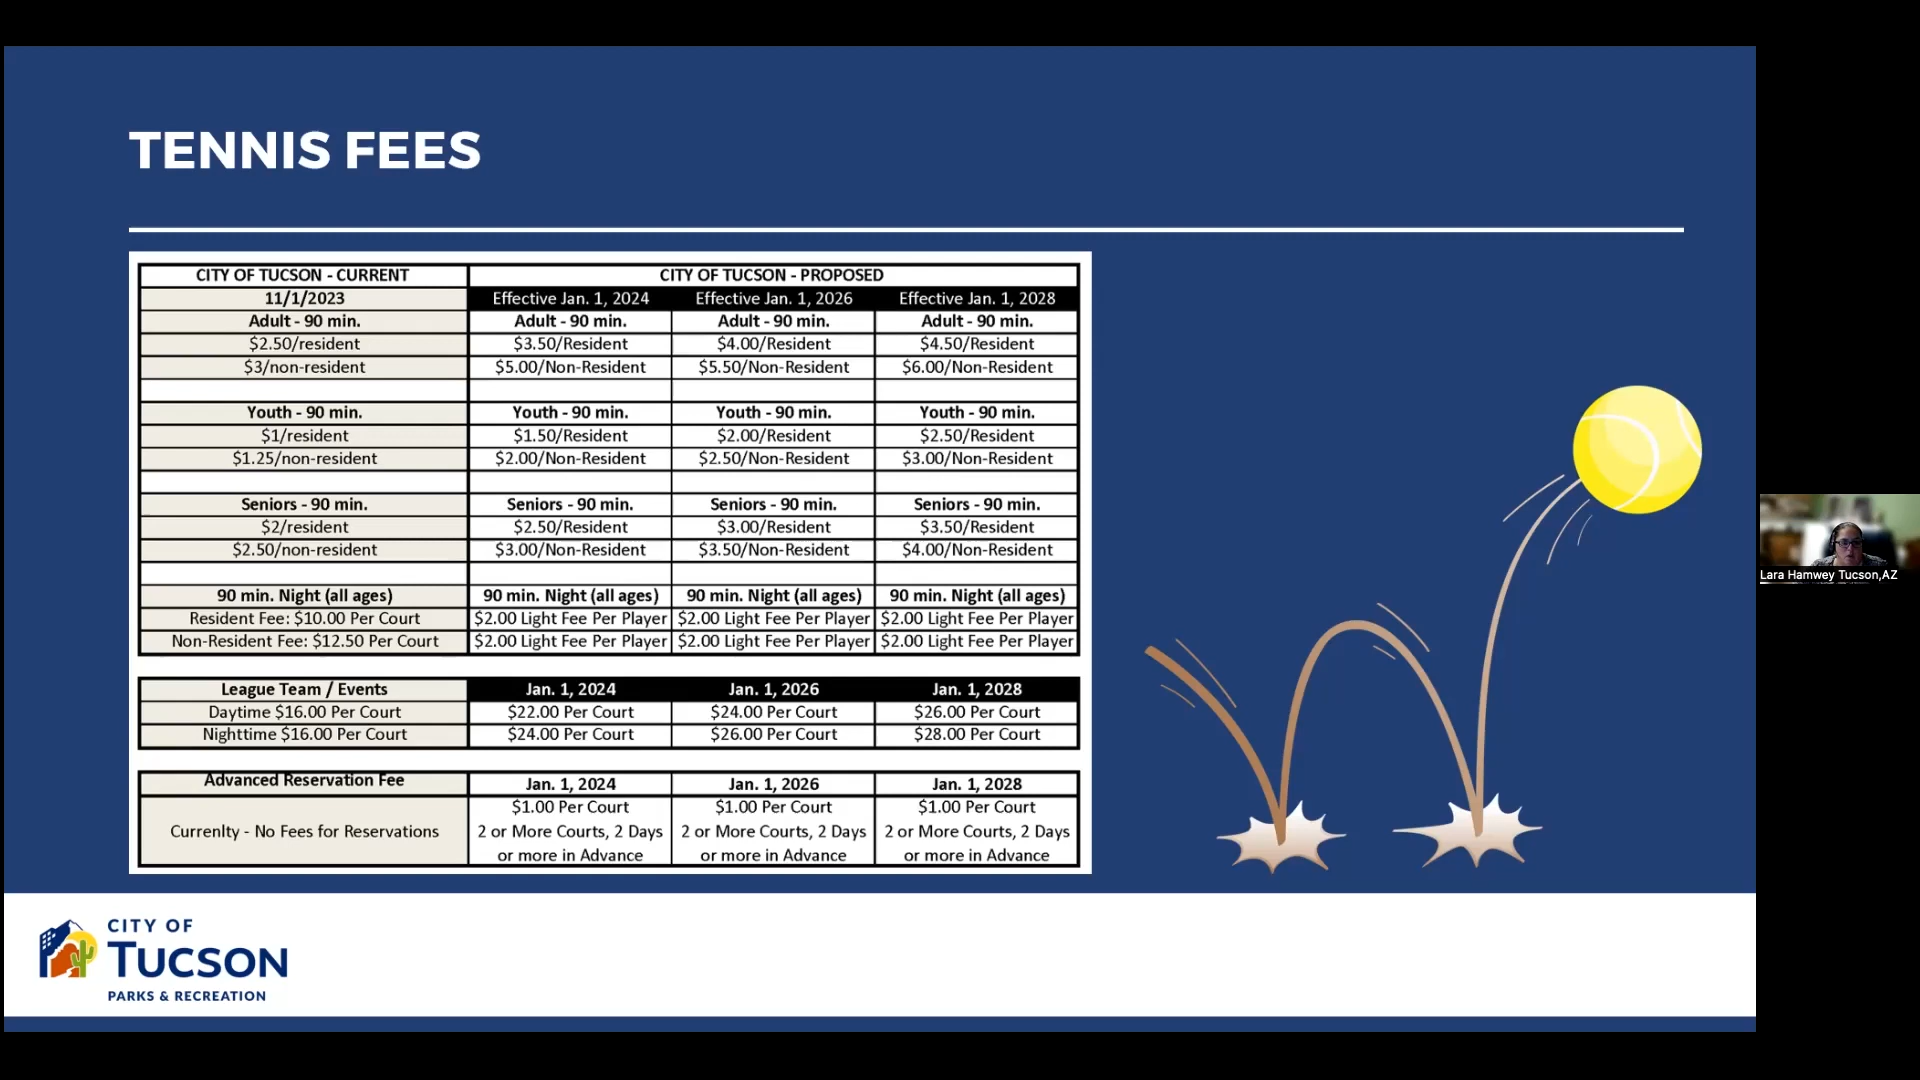 TENNIS FEES
CITY OF TUCSON - CURRENT CITY OF TUCSON - PROPOSED
11/1/2023 Effective Jan. 1, 2024 Effective Jan. 1, 2026 Effective Jan. 1, 2028
Adult - 90 min. Adult - 90 min. Adult - 90 min. Adult - 90 min.
$2.50/resident $3.50/Resident $4.00/Resident $4.50/Resident
$3/non-resident $5.00/Non-Resident $5.50/Non-Resident $6.00/Non-Resident
Youth - 90 min. Youth - 90 min. Youth - 90 min. Youth - 90 min.
$1/resident $1.50/Resident $2.00/Resident $2.50/Resident
$1.25/non-resident $2.00/Non-Resident $2.50/Non-Resident $3.00/Non-Resident
Seniors - 90 min. Seniors - 90 min. Seniors - 90 min. Seniors - 90 min.
$2/resident $2.50/Resident $3.00/Resident $3.50/Resident
$2.50/non-resident $3.00/Non-Resident $3.50/Non-Resident $4.00/Non-Resident
90 min. Night (all ages) 90 min. Night (all ages) 90 min. Night (all ages) 90 min. Night (all ages)
Resident Fee: $10.00 Per Court $2.00 Light Fee Per Player $2.00 Light Fee Per Player $2.00 Light Fee Per Player
Non-Resident Fee: $12.50 Per Court $2.00 Light Fee Per Player $2.00 Light Fee Per Player $2.00 Light Fee Per Player
League Team / Events Jan. 1, 2024 Jan. 1, 2026 Jan. 1, 2028
Daytime $16.00 Per Court $22.00 Per Court $24.00 Per Court $26.00 Per Court
Nighttime $16.00 Per Court $24.00 Per Court $26.00 Per Court $28.00 Per Court
Advanced Reservation Fee Jan. 1, 2024 Jan. 1, 2026 Jan. 1, 2028
$1.00 Per Court $1.00 Per Court $1.00 Per Court
Currenlty - No Fees for Reservations 2 or More Courts, 2 Days 2 or More Courts, 2 Days 2 or More Courts, 2 Days
or more in Advance or more in Advance or more in Advance
CITY OF
TUCSON
PARKS & RECREATION
Lara Hamwey Tucson,AZ